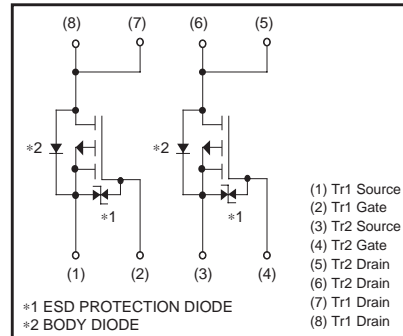 (8) (7) (6) (5)
∗2 ∗2
∗1 ∗1
(1) (2) (3) (4)
(1) Tr1 Source
(2) Tr1 Gate
(3) Tr2 Source
(4) Tr2 Gate
(5) Tr2 Drain
(6) Tr2 Drain
(7) Tr1 Drain
(8) Tr1 Drain
∗1 ESD PROTECTION DIODE
∗2 BODY DIODE